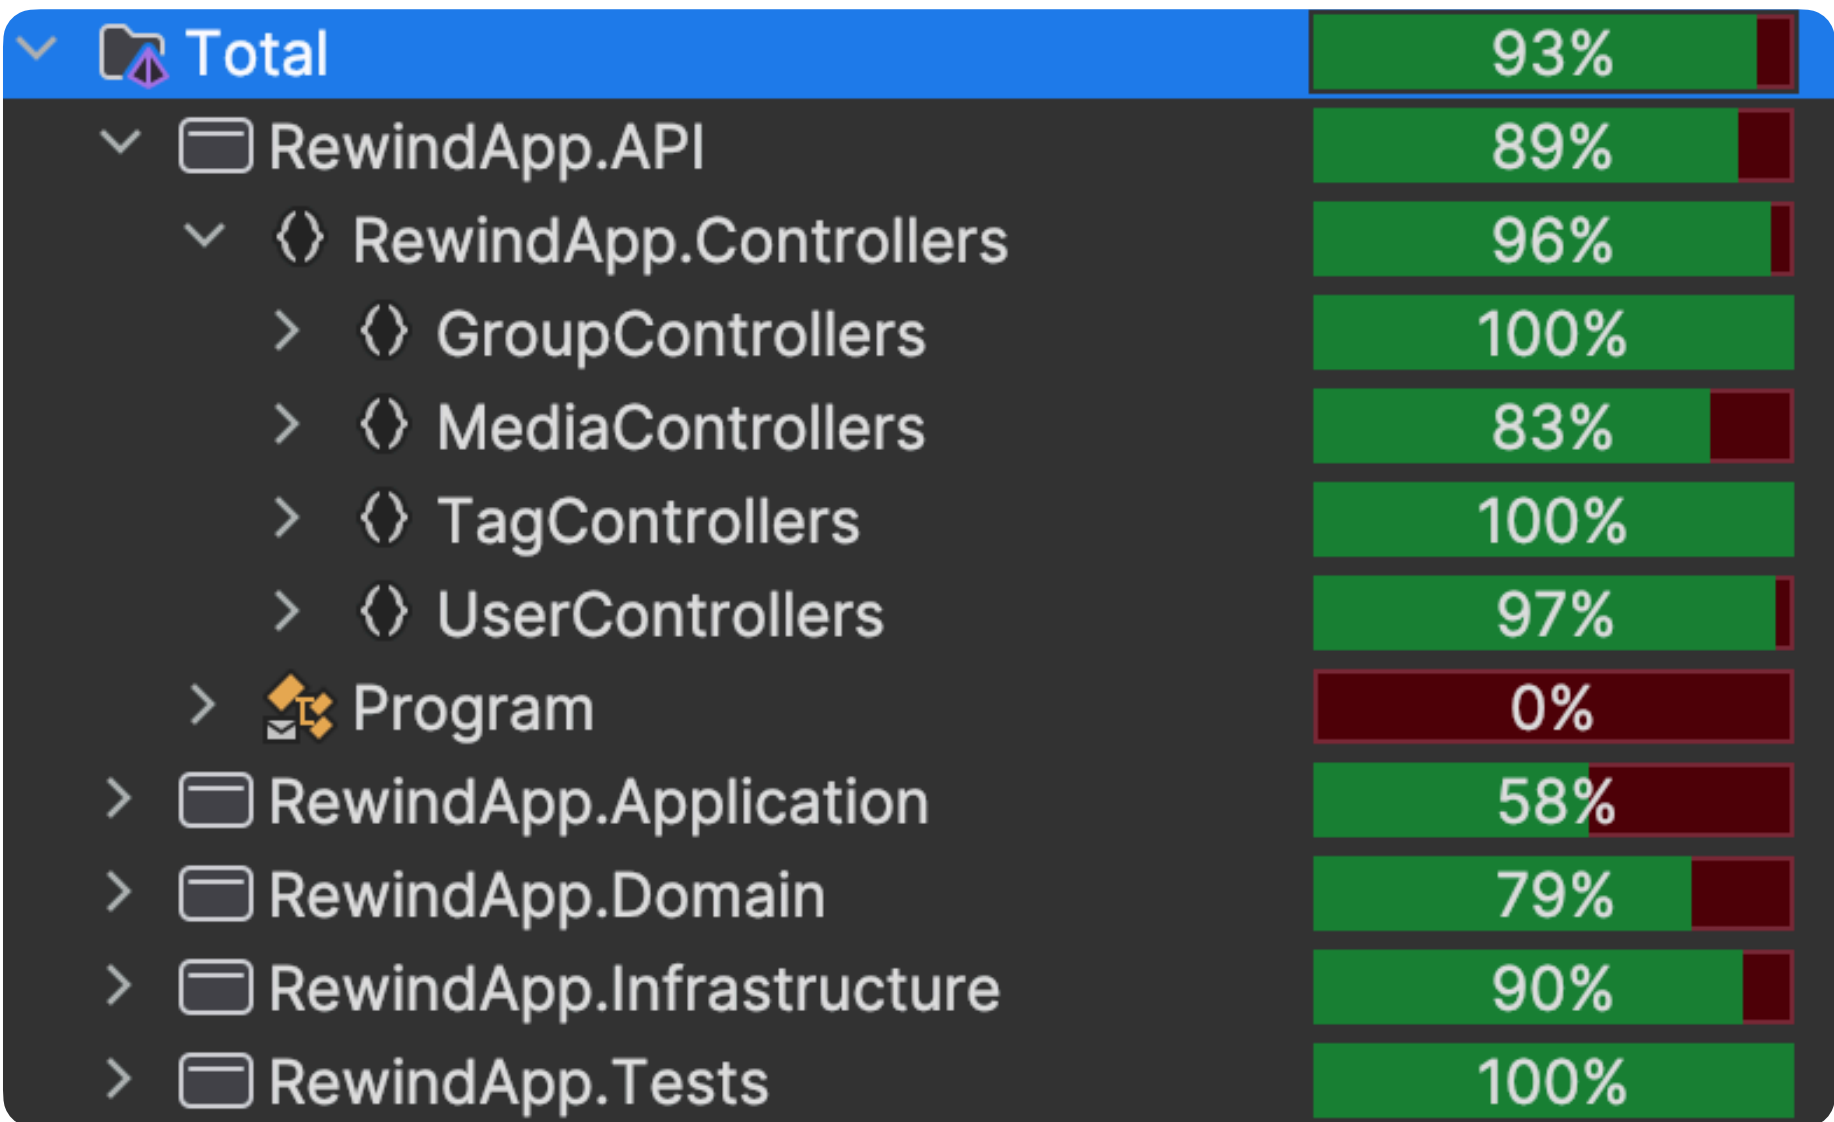 Total 93%
RewindApp.API 89%
RewindApp.Controllers 96%
GroupControllers 100%
MediaControllers 83%
TagControllers 100%
UserControllers 97%
Program 0%
RewindApp.Application 58%
RewindApp.Domain 79%
RewindApp.Infrastructure 90%
RewindApp.Tests 100%